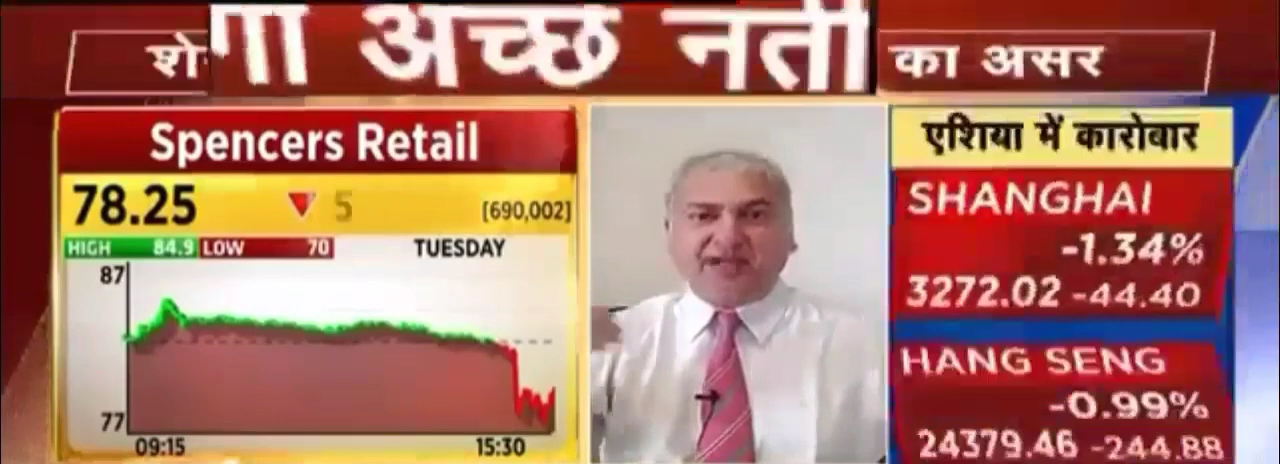 शे गा अच्छे नती का असर
Spencers Retail
78.25 ▼ 5 [690,002]
HIGH 84.9 LOW 70 TUESDAY
87
77
09:15 15:30
एशिया में कारोबार
SHANGHAI
-1.34%
3272.02 -44.40
HANG SENG
-0.99%
24379.46 -244.88